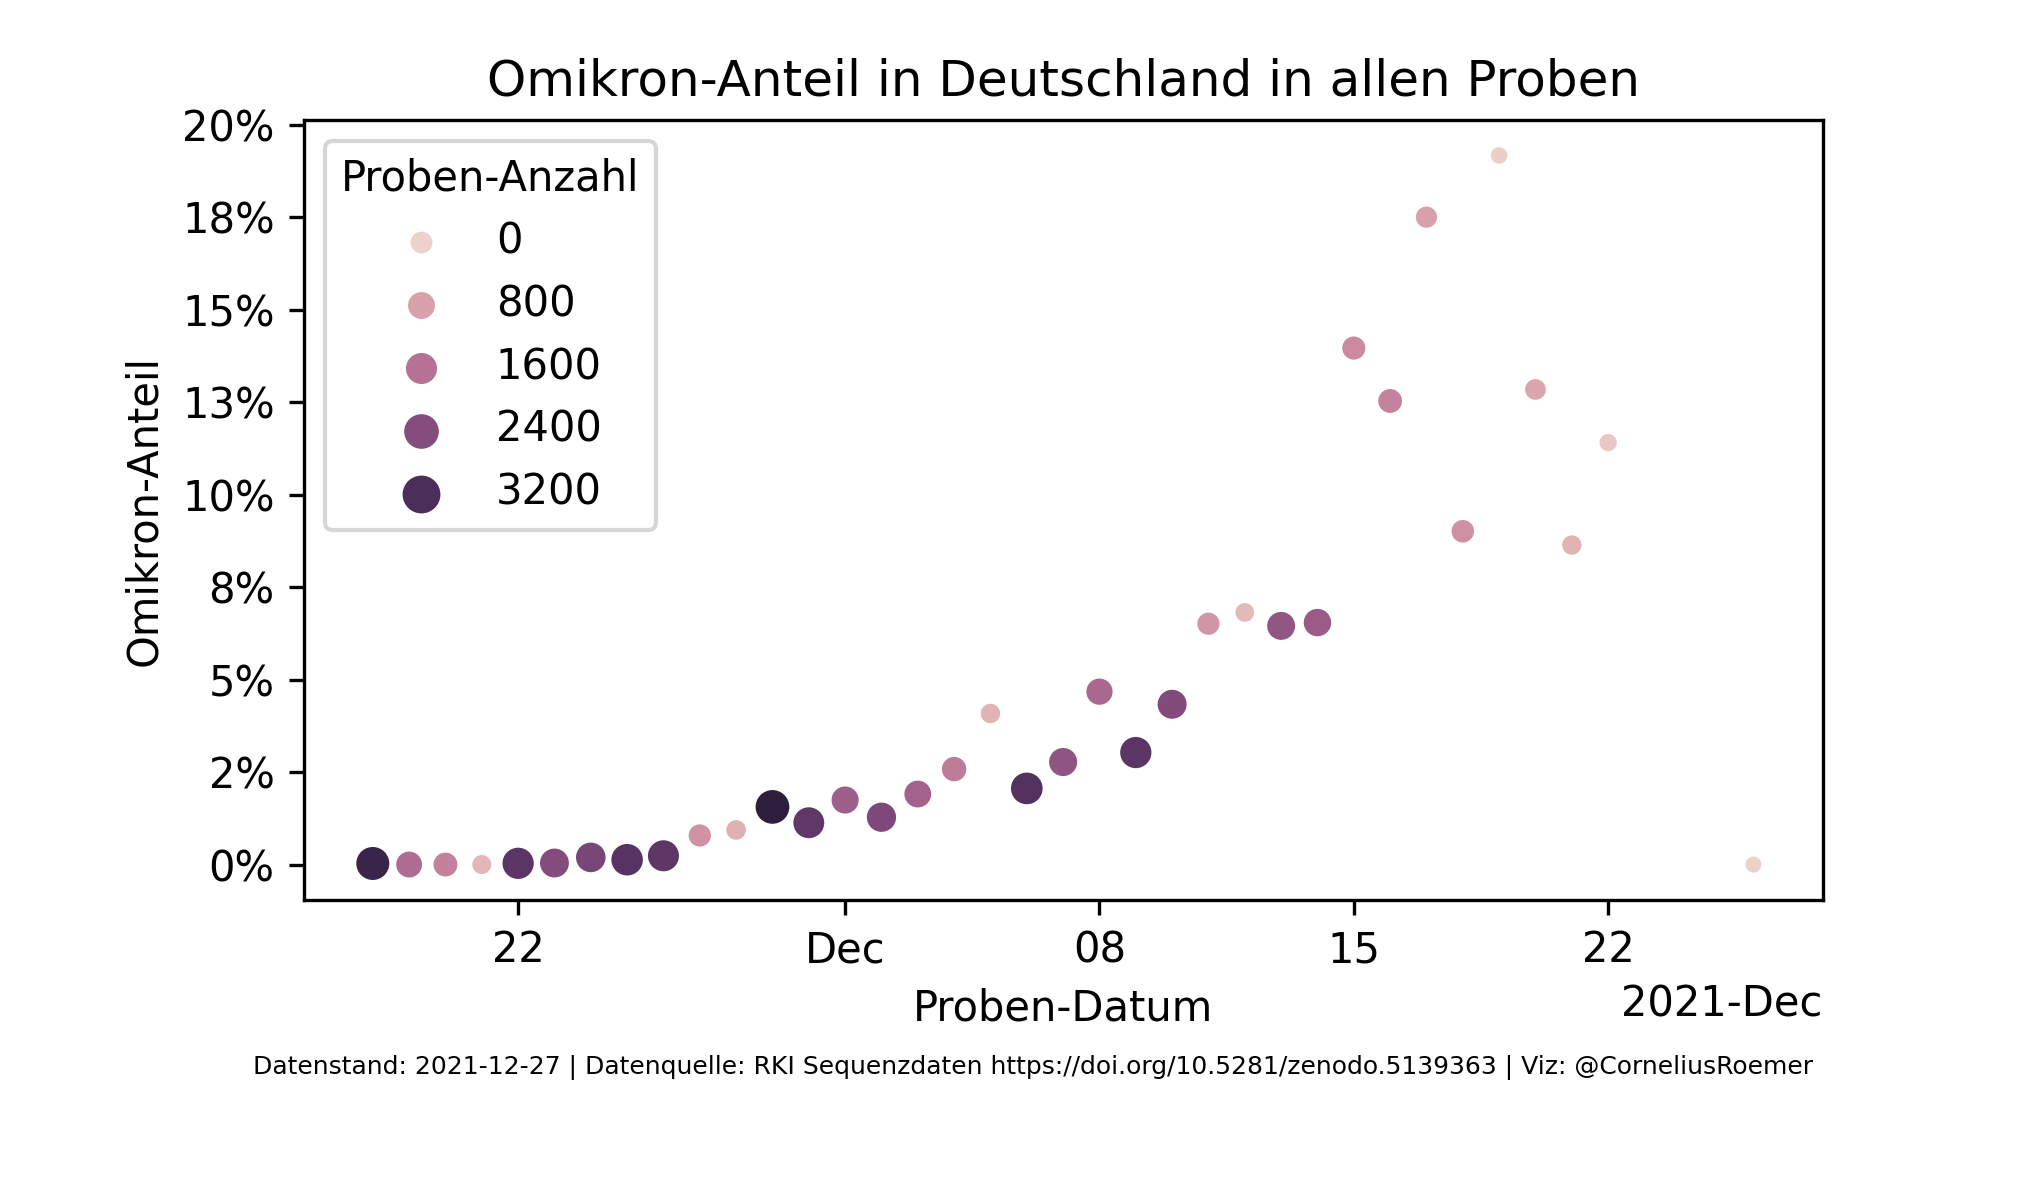 Omikron-Anteil in Deutschland in allen Proben
20%
18%
15%
13%
10%
8%
5%
2%
0%
Omikron-Anteil
Proben-Anzahl
0
800
1600
2400
3200
22
Dec
08
15
22
2021-Dec
Proben-Datum
Datenstand: 2021-12-27 | Datenquelle: RKI Sequenzdaten https://doi.org/10.5281/zenodo.5139363 | Viz: @CorneliusRoemer